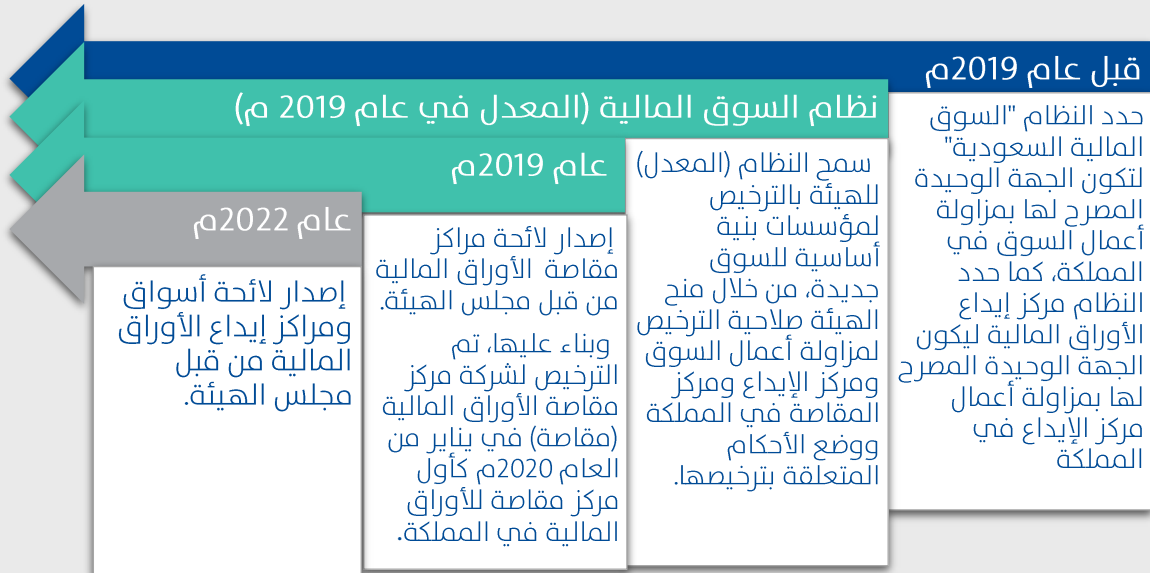 قبل عام 2019م
حدد النظام "السوق
المالية السعودية"
لتكون الجهة الوحيدة
المصرح لها بمزاولة
أعمال السوق في
المملكة، كما حدد
النظام مركز إيداع
الأوراق المالية ليكون
الجهة الوحيدة المصرح
لها بمزاولة أعمال
مركز الإيداع في
المملكة
نظام السوق المالية (المعدل في عام 2019 م)
سمح النظام (المعدل)
للهيئة بالترخيص
لمؤسسات بنية
أساسية للسوق
جديدة، من خلال منح
الهيئة صلاحية الترخيص
لمزاولة أعمال السوق
ومركز الإيداع ومركز
المقاصة في المملكة
ووضع الأحكام
المتعلقة بترخيصها.
عام 2019م
إصدار لائحة مراكز
مقاصة الأوراق المالية
من قبل مجلس الهيئة.
وبناء عليها، تم
الترخيص لشركة مركز
مقاصة الأوراق المالية
(مقاصة) في يناير من
العام 2020م كأول
مركز مقاصة للأوراق
المالية في المملكة.
عام 2022م
إصدار لائحة أسواق
ومراكز إيداع الأوراق
المالية من قبل
مجلس الهيئة.